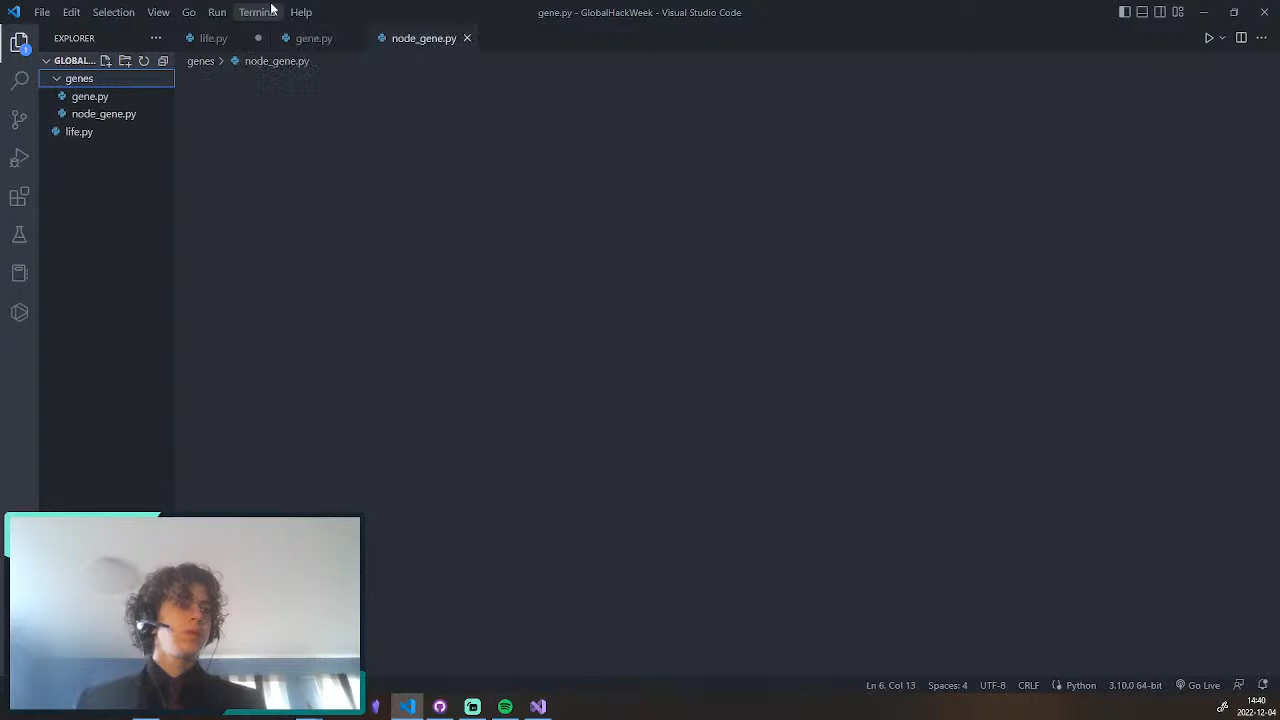 File Edit Selection View Go Run Terminal Help
gene.py - GlobalHackWeek - Visual Studio Code
EXPLORER
life.py
gene.py
node_gene.py
GLOBAL...
genes
node_gene.py
genes
gene.py
node_gene.py
life.py
1
Ln 6, Col 13
Spaces: 4
UTF-8
CRLF
Python
3.10.0 64-bit
Go Live
14:40
2022-12-04